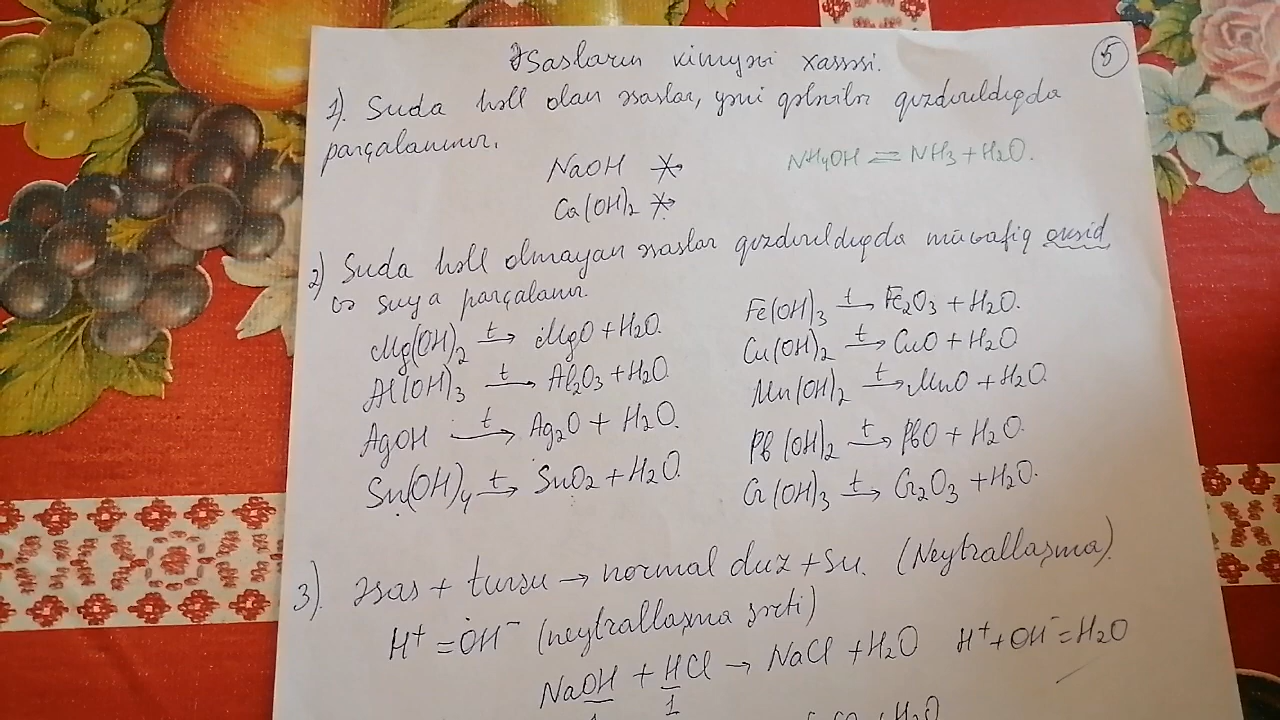 Əsasların kimyəvi xassəsi. 5
1). Suda həll olan əsaslar, yəni qələvilər qızdırıldıqda
parçalanmır.
NaOH ↛ NH4OH ⇌ NH3 + H2O.
Ca(OH)2 ↛
2) Suda həll olmayan əsaslar qızdırıldıqda müvafiq oksid
və suya parçalanır.
Mg(OH)2 t→ MgO + H2O. Fe(OH)3 t→ Fe2O3 + H2O.
Al(OH)3 t→ Al2O3 + H2O. Cu(OH)2 t→ CuO + H2O
AgOH t→ Ag2O + H2O. Mn(OH)2 t→ MnO + H2O.
Sn(OH)4 t→ SnO2 + H2O. Pb(OH)2 t→ PbO + H2O.
Cr(OH)3 t→ Cr2O3 + H2O.
3). əsas + turşu → normal duz + su. (Neytrallaşma).
H+ = OH- (neytrallaşma şərti)
NaOH + HCl → NaCl + H2O H+ + OH- = H2O
1 1